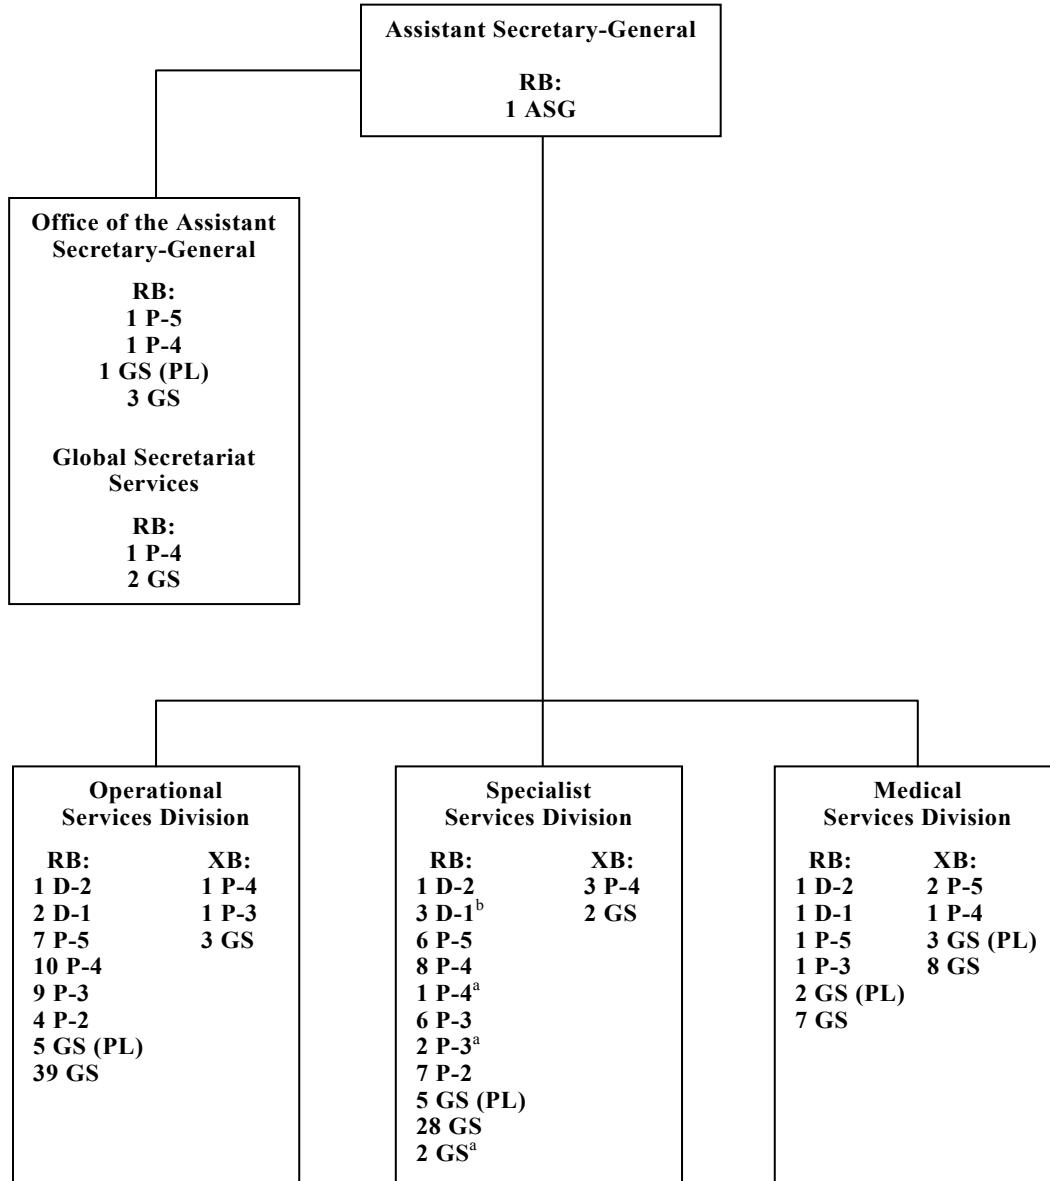 Assistant Secretary-General
RB:
1 ASG
Office of the Assistant
Secretary-General
RB:
1 P-5
1 P-4
1 GS (PL)
3 GS
Global Secretariat
Services
RB:
1 P-4
2 GS
Operational
Services Division
RB:
1 D-2
2 D-1
7 P-5
10 P-4
9 P-3
4 P-2
5 GS (PL)
39 GS
XB:
1 P-4
1 P-3
3 GS
Specialist
Services Division
RB:
1 D-2
3 D-1b
6 P-5
8 P-4
1 P-4a
6 P-3
2 P-3a
7 P-2
5 GS (PL)
28 GS
2 GSa
XB:
3 P-4
2 GS
Medical
Services Division
RB:
1 D-2
1 D-1
1 P-5
1 P-3
2 GS (PL)
7 GS
XB:
2 P-5
1 P-4
3 GS (PL)
8 GS